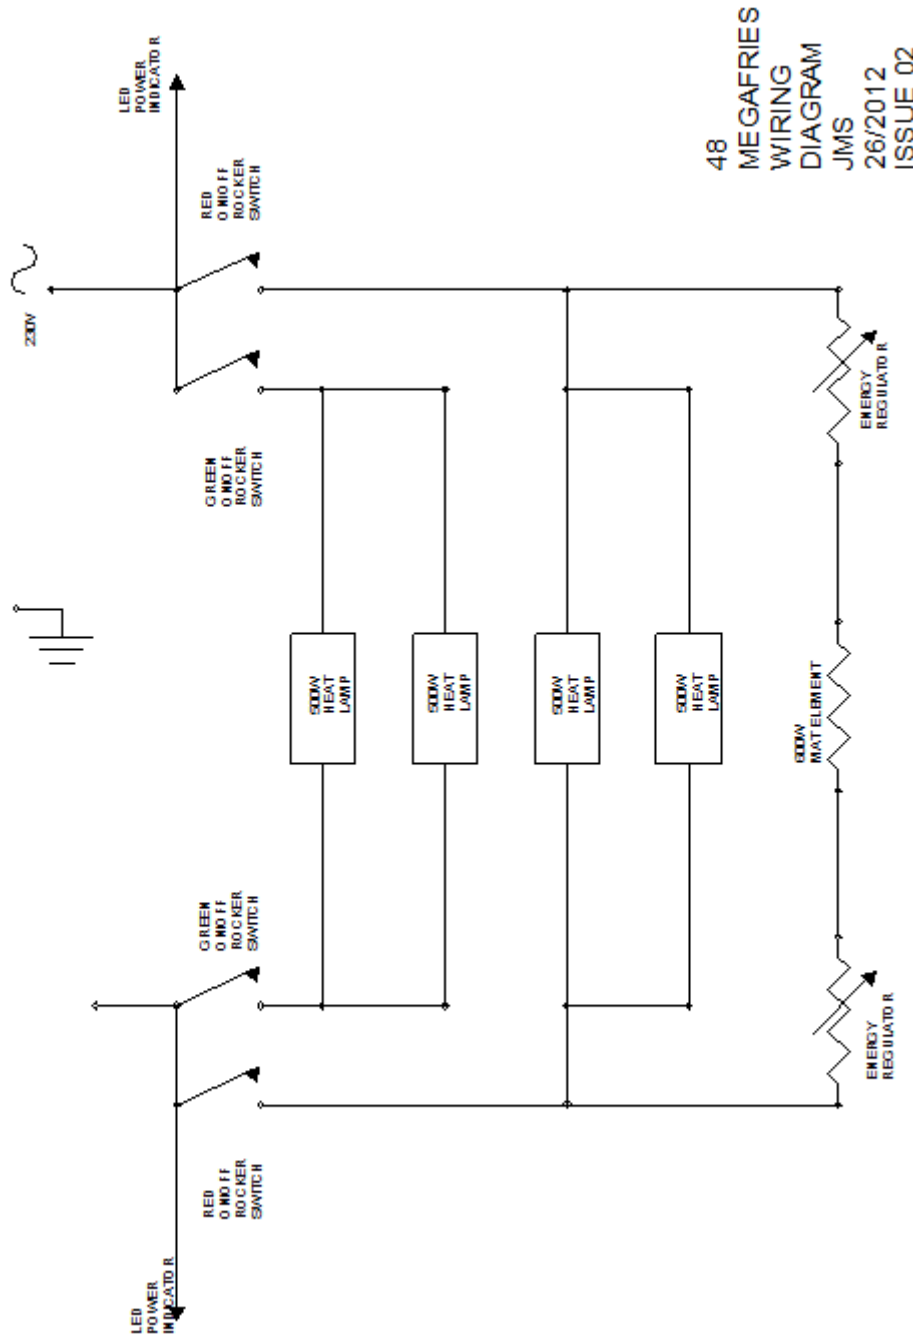 LED
POWER
INDICATOR
230V
RED
ON/OFF
ROCKER
SWITCH
GREEN
ON/OFF
ROCKER
SWITCH
500W
HEAT
LAMP
500W
HEAT
LAMP
500W
HEAT
LAMP
500W
HEAT
LAMP
ENERGY
REGULATOR
600W
MAT ELEMENT
GREEN
ON/OFF
ROCKER
SWITCH
RED
ON/OFF
ROCKER
SWITCH
ENERGY
REGULATOR
LED
POWER
INDICATOR
48
MEGAFRIES
WIRING
DIAGRAM
JMS
26/2012
ISSUE 02